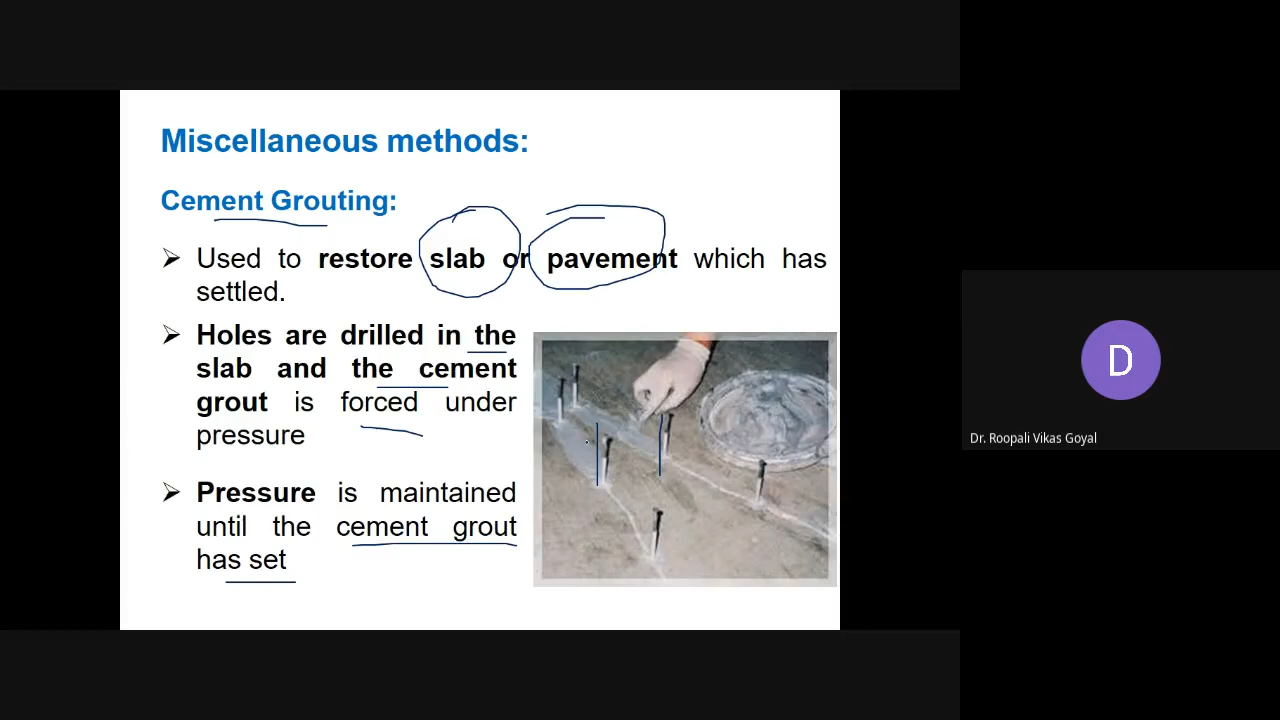 Miscellaneous methods:
Cement Grouting:
➢ Used to restore slab or pavement which has
settled.
➢ Holes are drilled in the
slab and the cement
grout is forced under
pressure
➢ Pressure is maintained
until the cement grout
has set
D
Dr. Roopali Vikas Goyal